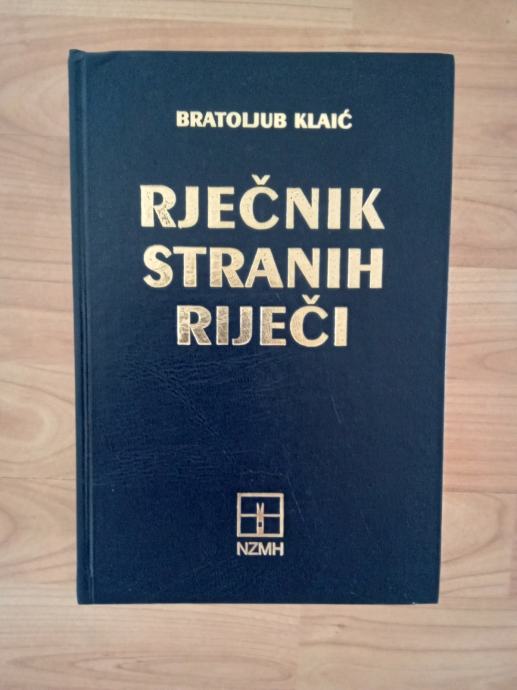 BRATOLJUB KLAIĆ
RJEČNIK
STRANIH
RIJEČI
NZMH